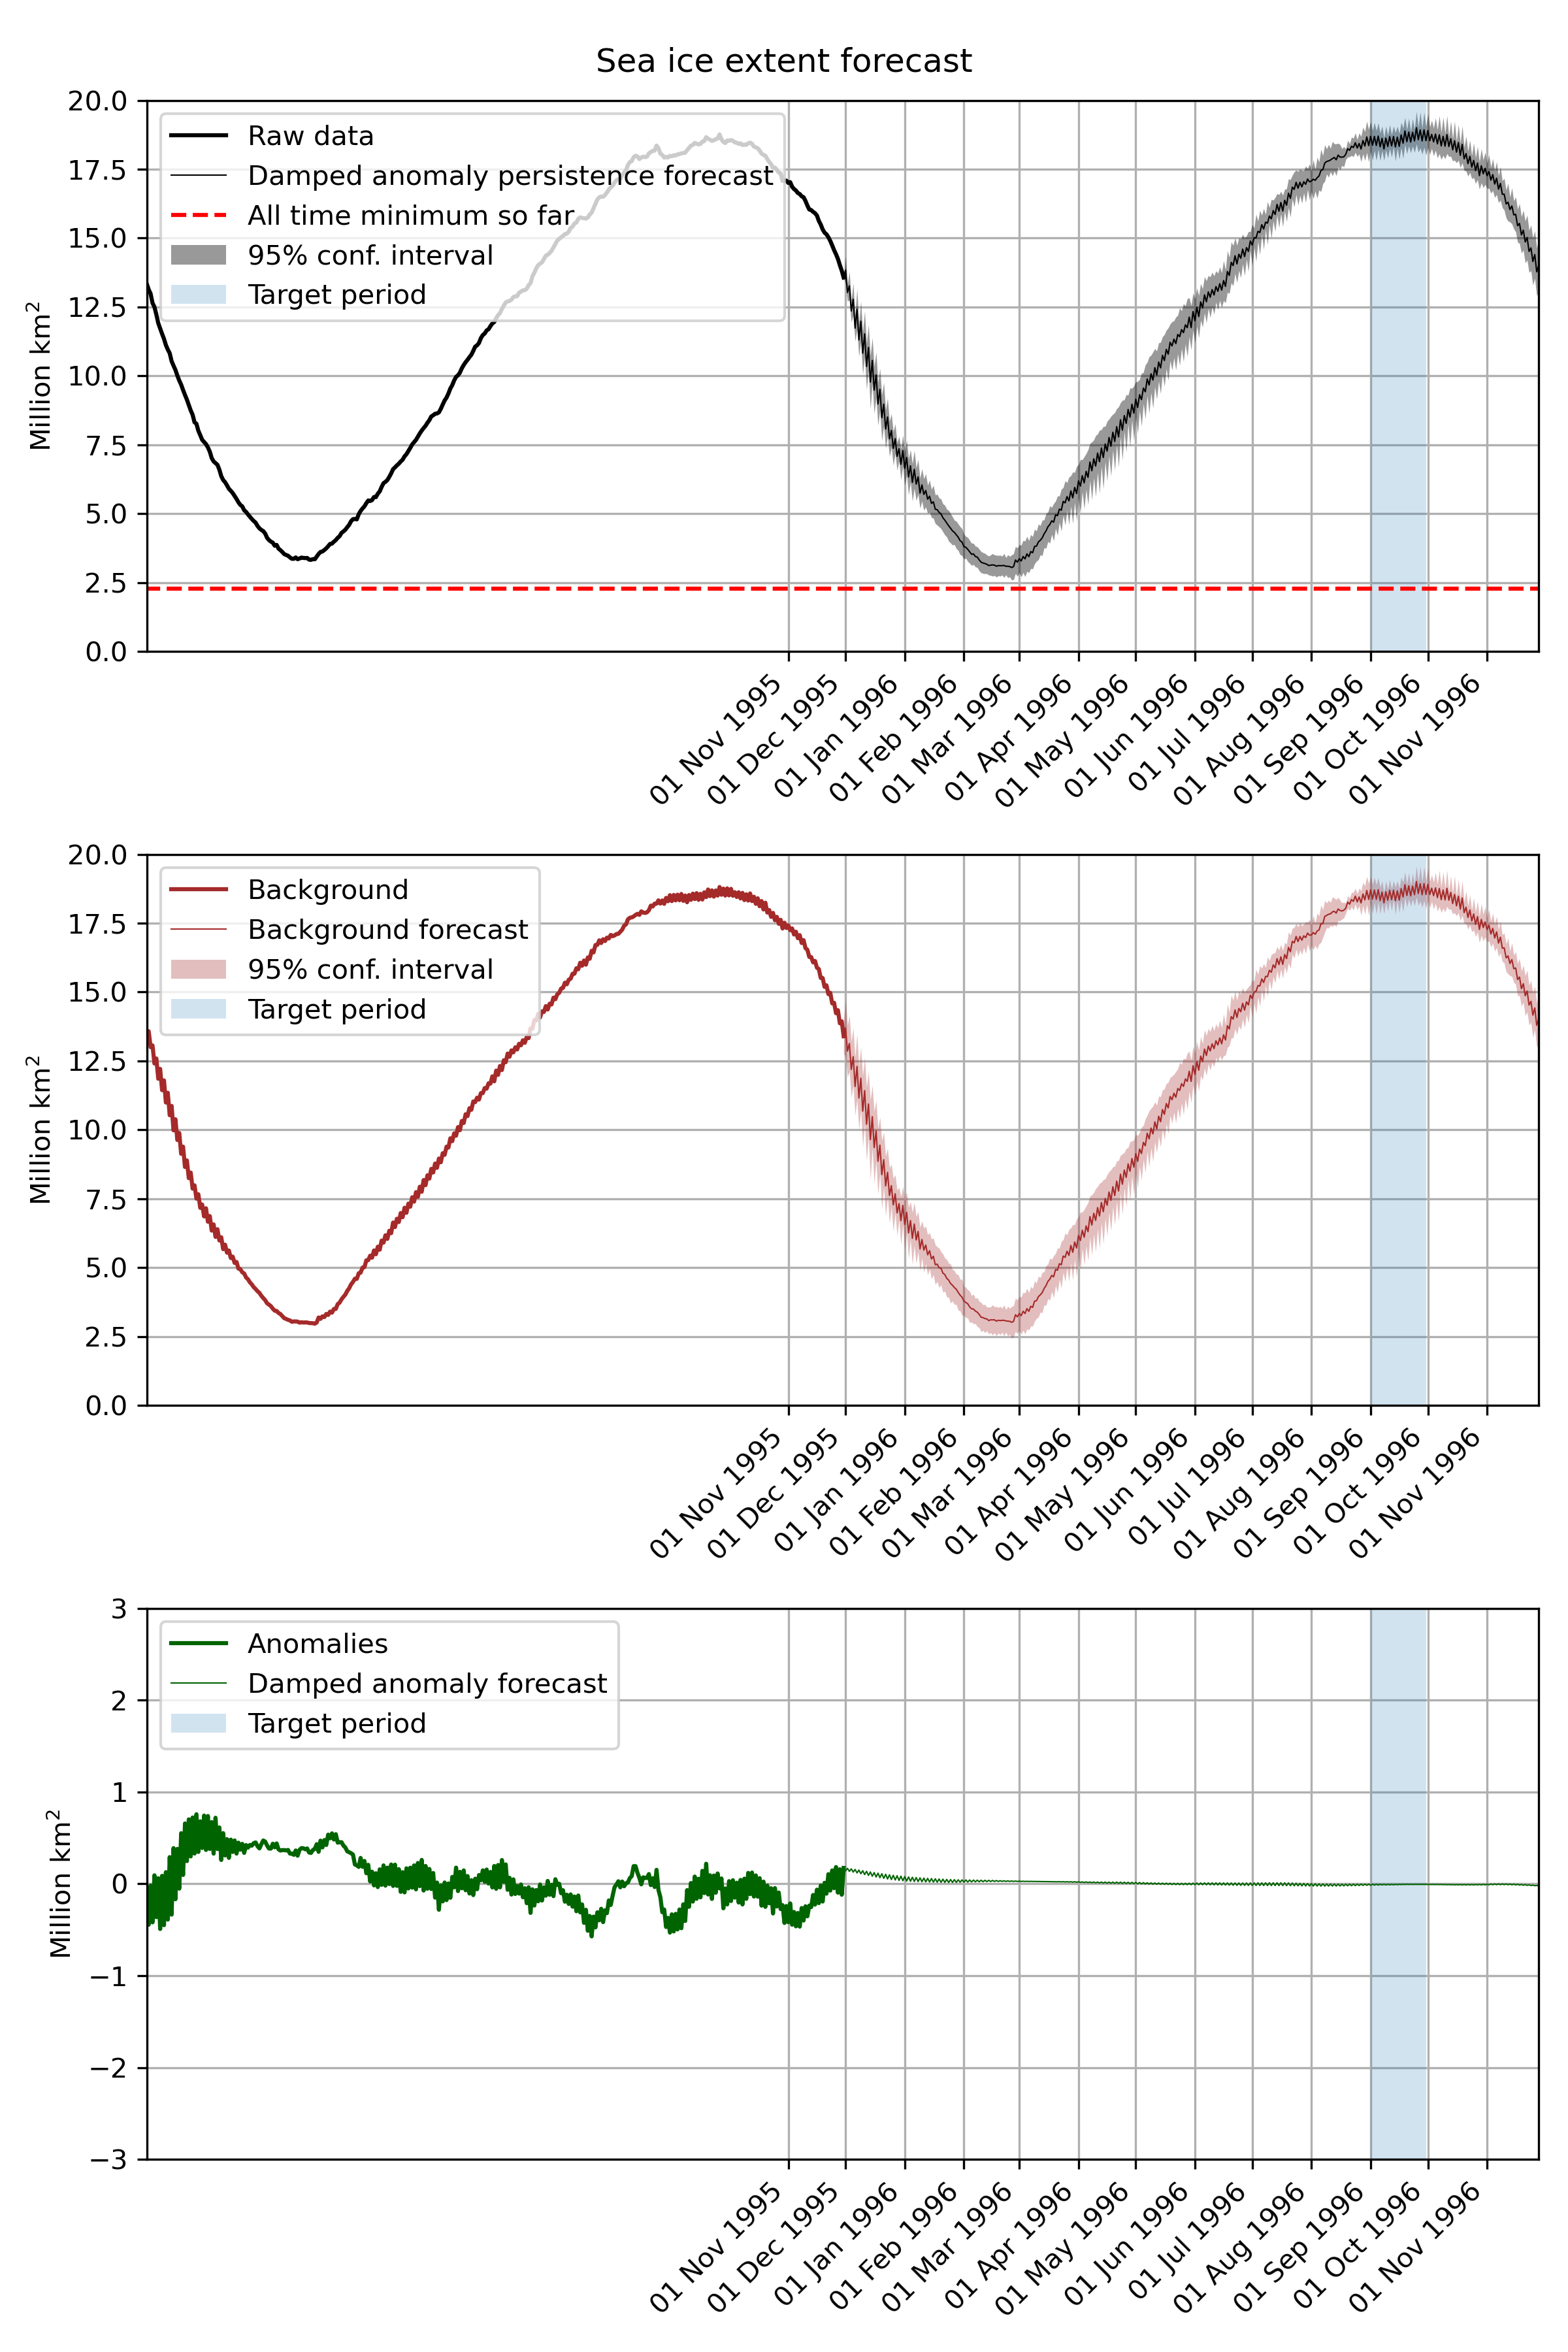 Sea ice extent forecast
20.0
17.5
15.0
12.5
10.0
7.5
5.0
2.5
0.0
Million km²
Raw data
Damped anomaly persistence forecast
All time minimum so far
95% conf. interval
Target period
01 Nov 1995
01 Dec 1995
01 Jan 1996
01 Feb 1996
01 Mar 1996
01 Apr 1996
01 May 1996
01 Jun 1996
01 Jul 1996
01 Aug 1996
01 Sep 1996
01 Oct 1996
01 Nov 1996
20.0
17.5
15.0
12.5
10.0
7.5
5.0
2.5
0.0
Million km²
Background
Background forecast
95% conf. interval
Target period
01 Nov 1995
01 Dec 1995
01 Jan 1996
01 Feb 1996
01 Mar 1996
01 Apr 1996
01 May 1996
01 Jun 1996
01 Jul 1996
01 Aug 1996
01 Sep 1996
01 Oct 1996
01 Nov 1996
3
2
1
0
−1
−2
−3
Million km²
Anomalies
Damped anomaly forecast
Target period
01 Nov 1995
01 Dec 1995
01 Jan 1996
01 Feb 1996
01 Mar 1996
01 Apr 1996
01 May 1996
01 Jun 1996
01 Jul 1996
01 Aug 1996
01 Sep 1996
01 Oct 1996
01 Nov 1996